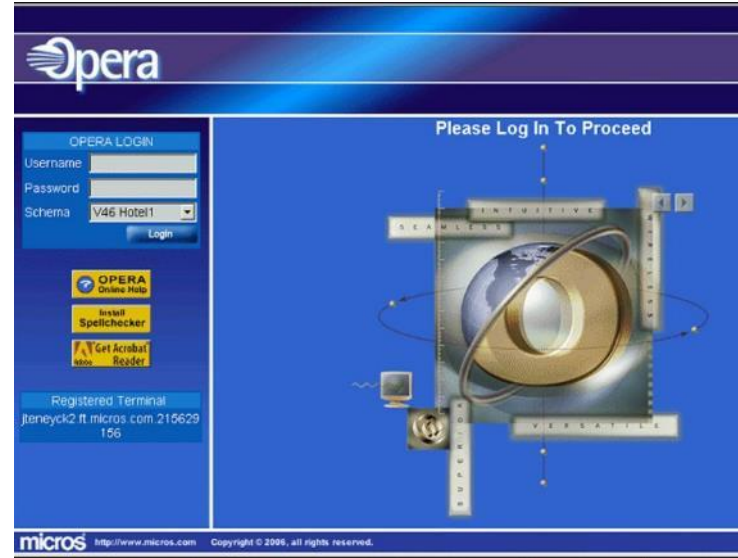 Opera
OPERA LOGIN
Username
Password
Schema V46 Hotel1
Login
OPERA
Online Help
Install
Spellchecker
Get Acrobat
Adobe Reader
Registered Terminal
jteneyck2.ft.micros.com.215629
156
Please Log In To Proceed
INTUITIVE
SEAMLESS
VERSATILE
SUPERIOR
micros http://www.micros.com Copyright © 2006, all rights reserved.